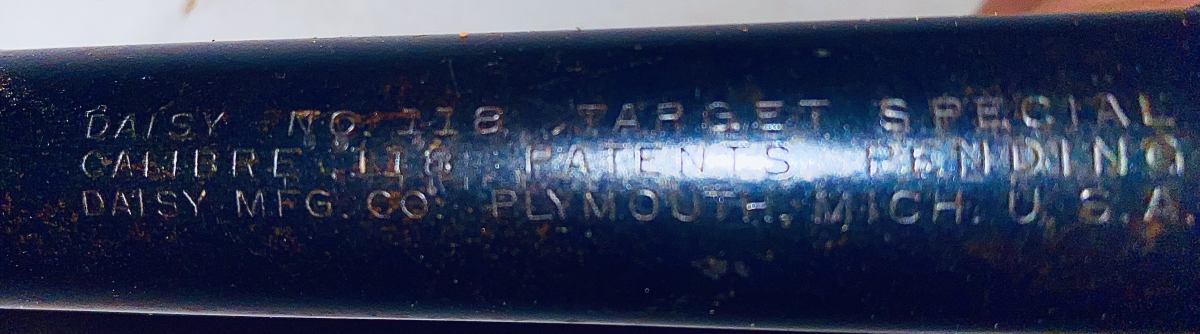 DAISY NO. 118 TARGET SPECIAL
CALIBRE .118 PATENTS PENDING
DAISY MFG. CO. PLYMOUTH, MICH. U.S.A.